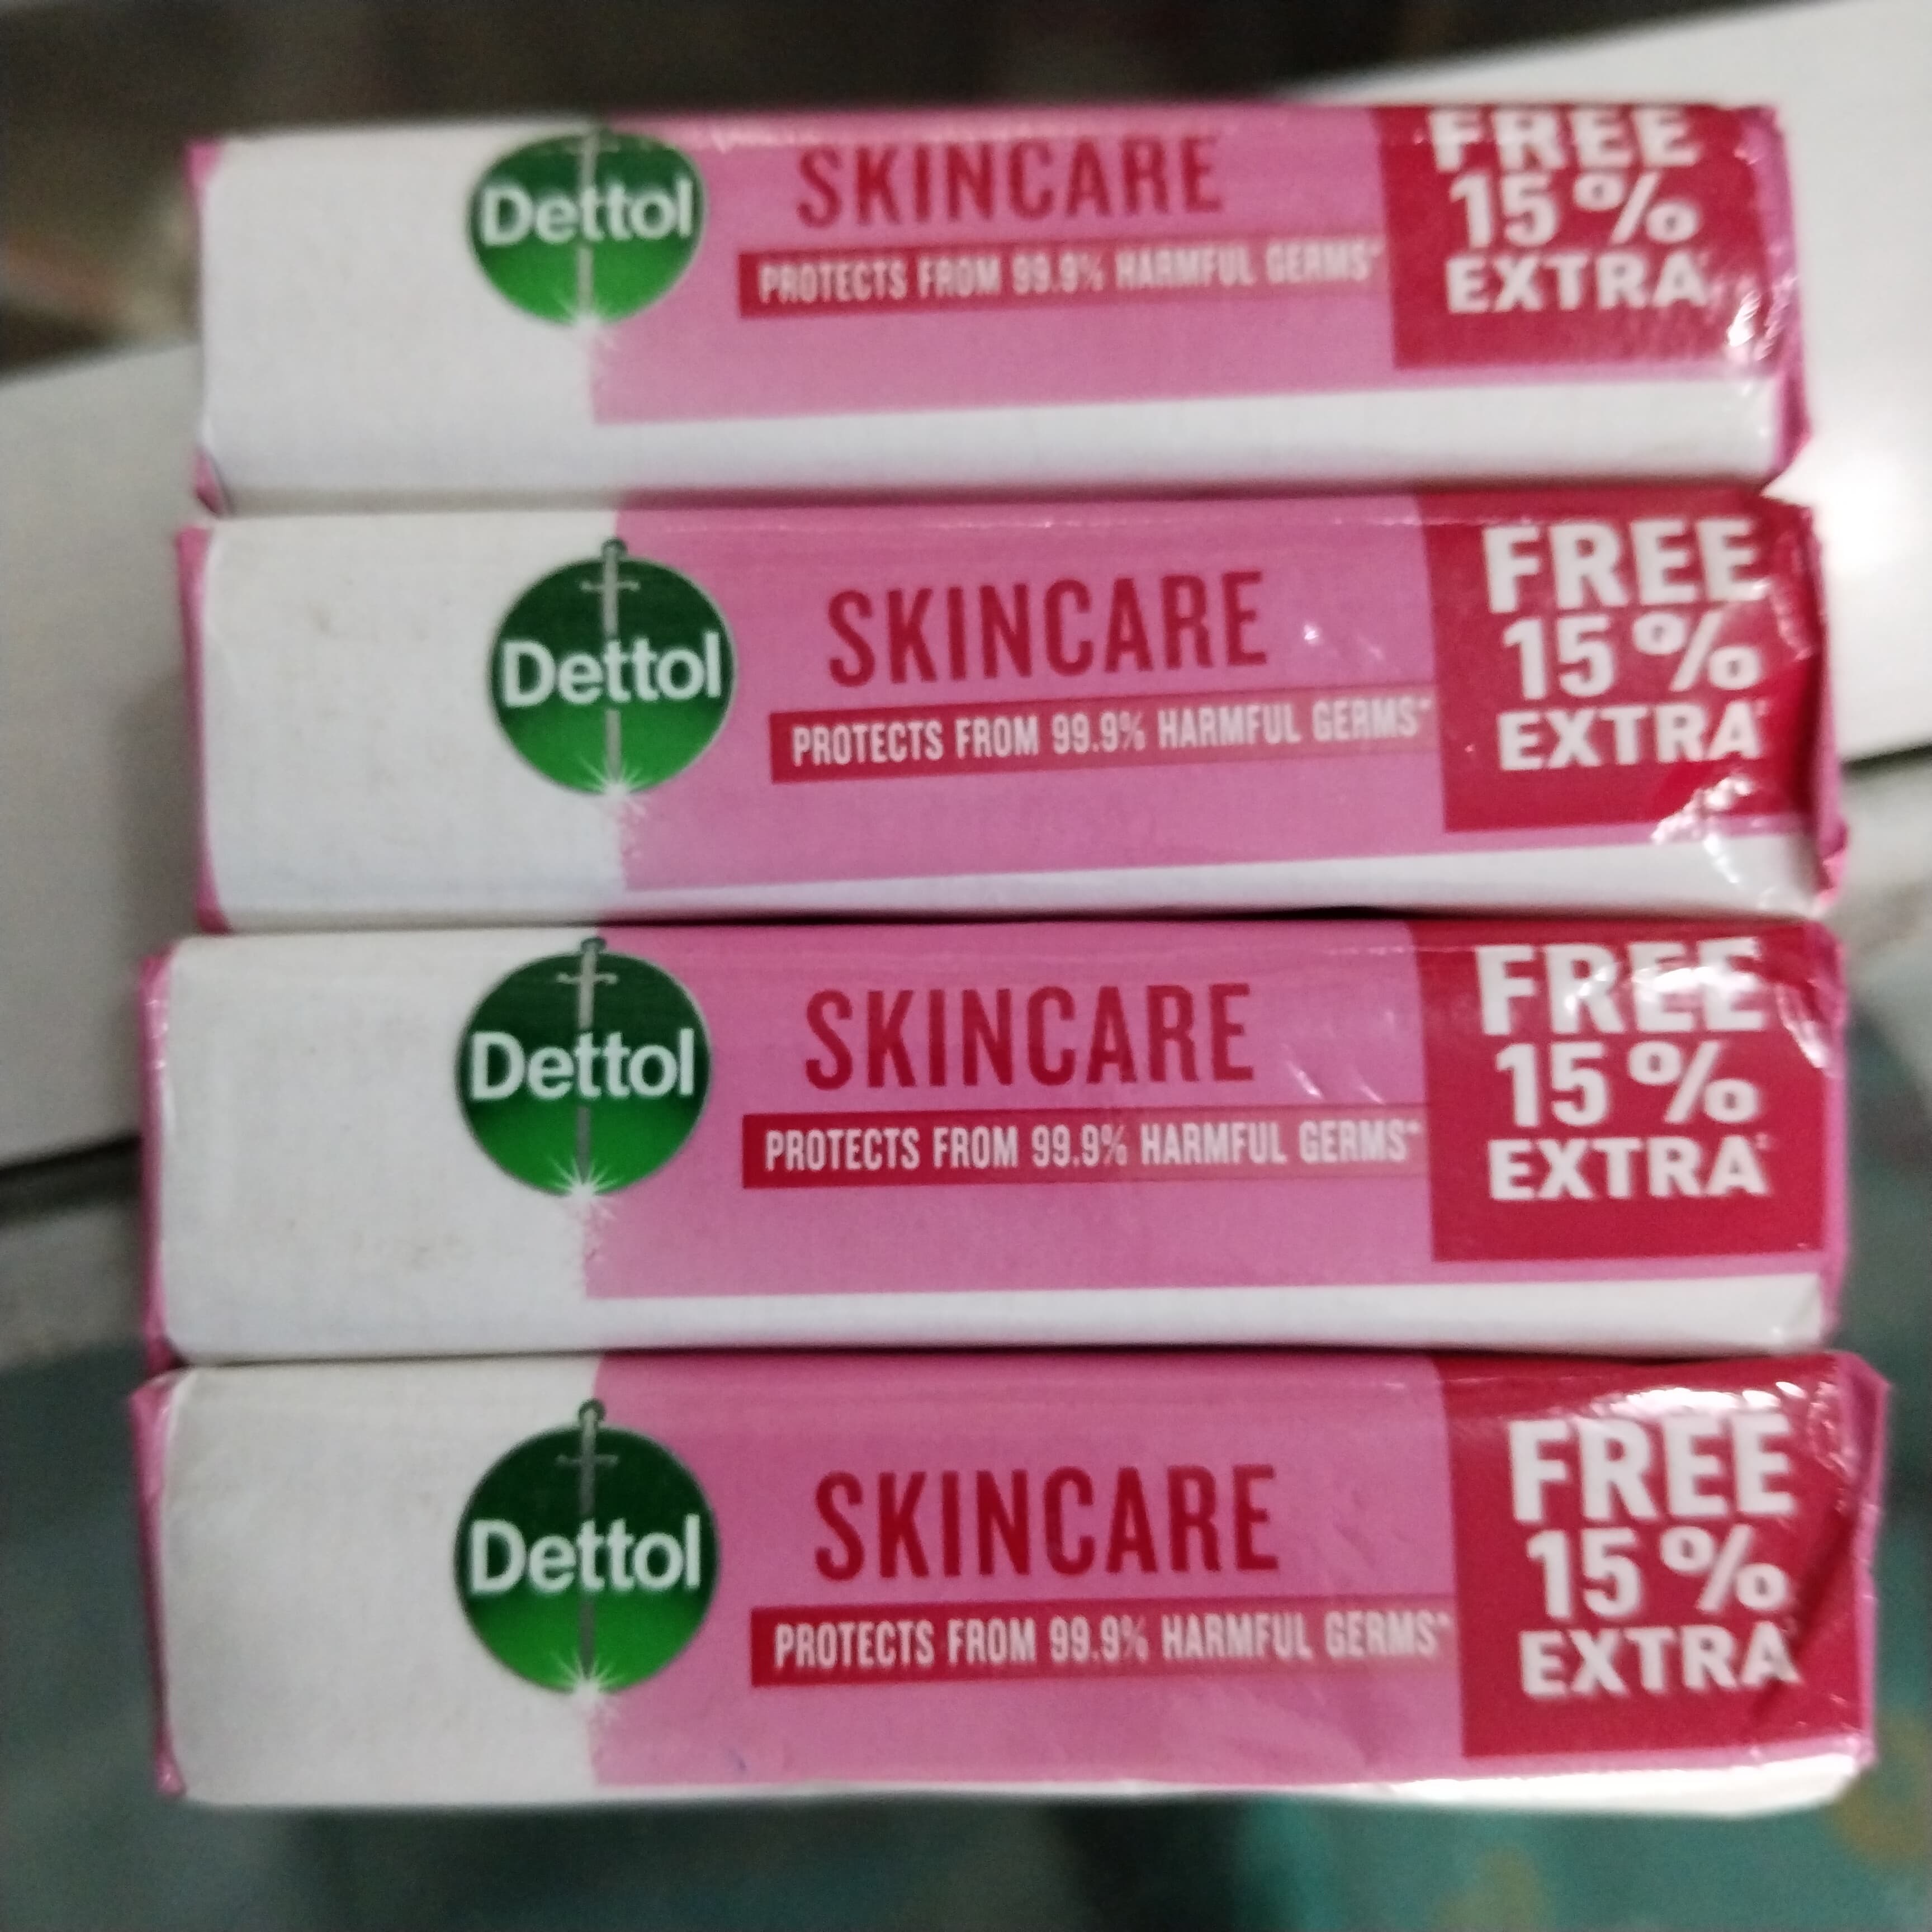 Dettol
SKINCARE
PROTECTS FROM 99.9% HARMFUL GERMS*
FREE
15%
EXTRA
Dettol
SKINCARE
PROTECTS FROM 99.9% HARMFUL GERMS*
FREE
15%
EXTRA
Dettol
SKINCARE
PROTECTS FROM 99.9% HARMFUL GERMS*
FREE
15%
EXTRA
Dettol
SKINCARE
PROTECTS FROM 99.9% HARMFUL GERMS*
FREE
15%
EXTRA